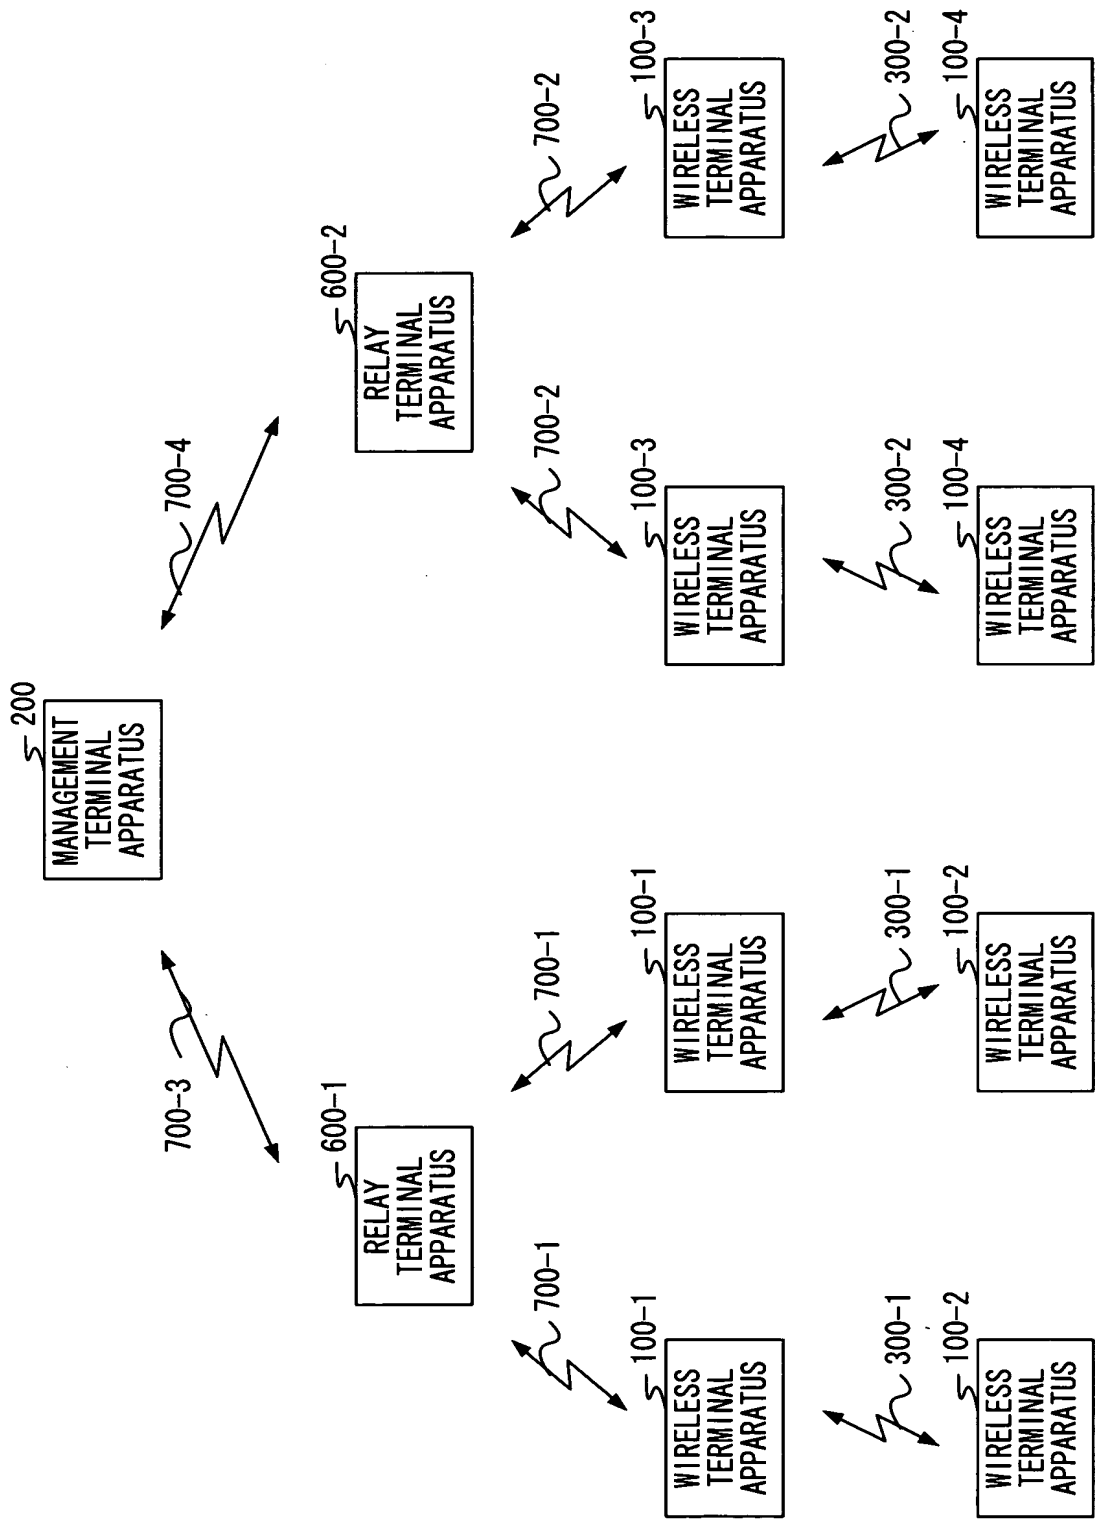 200
MANAGEMENT
TERMINAL
APPARATUS
700-3
700-4
600-1
RELAY
TERMINAL
APPARATUS
600-2
RELAY
TERMINAL
APPARATUS
700-1
700-1
700-2
700-2
100-1
WIRELESS
TERMINAL
APPARATUS
100-1
WIRELESS
TERMINAL
APPARATUS
100-3
WIRELESS
TERMINAL
APPARATUS
100-3
WIRELESS
TERMINAL
APPARATUS
300-1
300-1
300-2
300-2
100-2
WIRELESS
TERMINAL
APPARATUS
100-2
WIRELESS
TERMINAL
APPARATUS
100-4
WIRELESS
TERMINAL
APPARATUS
100-4
WIRELESS
TERMINAL
APPARATUS